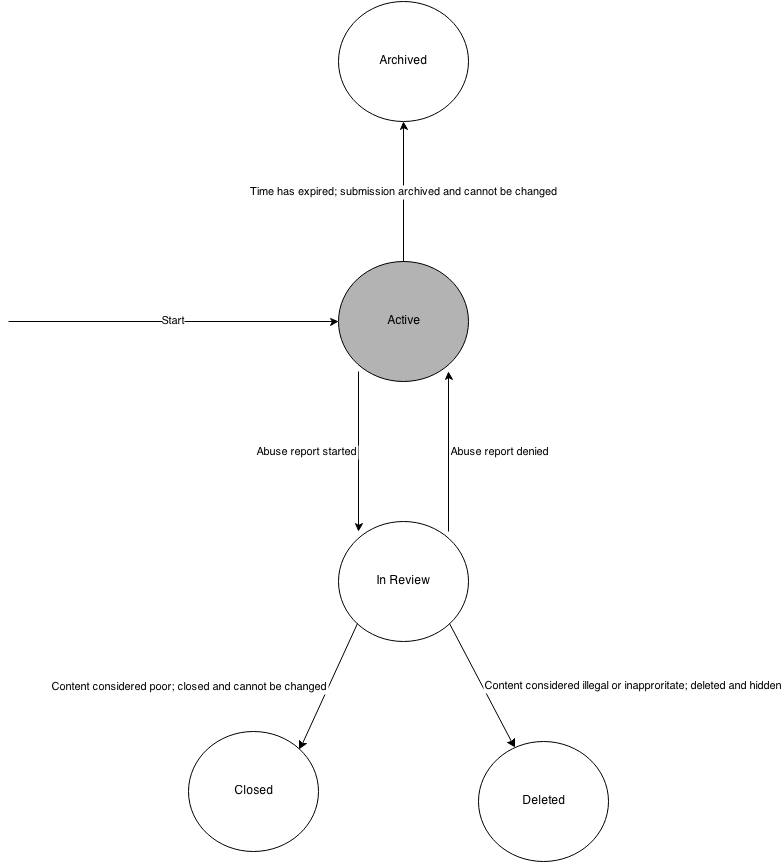 Archived
Time has expired; submission archived and cannot be changed
Active
Start
Abuse report started
Abuse report denied
In Review
Content considered poor; closed and cannot be changed
Content considered illegal or inapproritate; deleted and hidden
Closed
Deleted